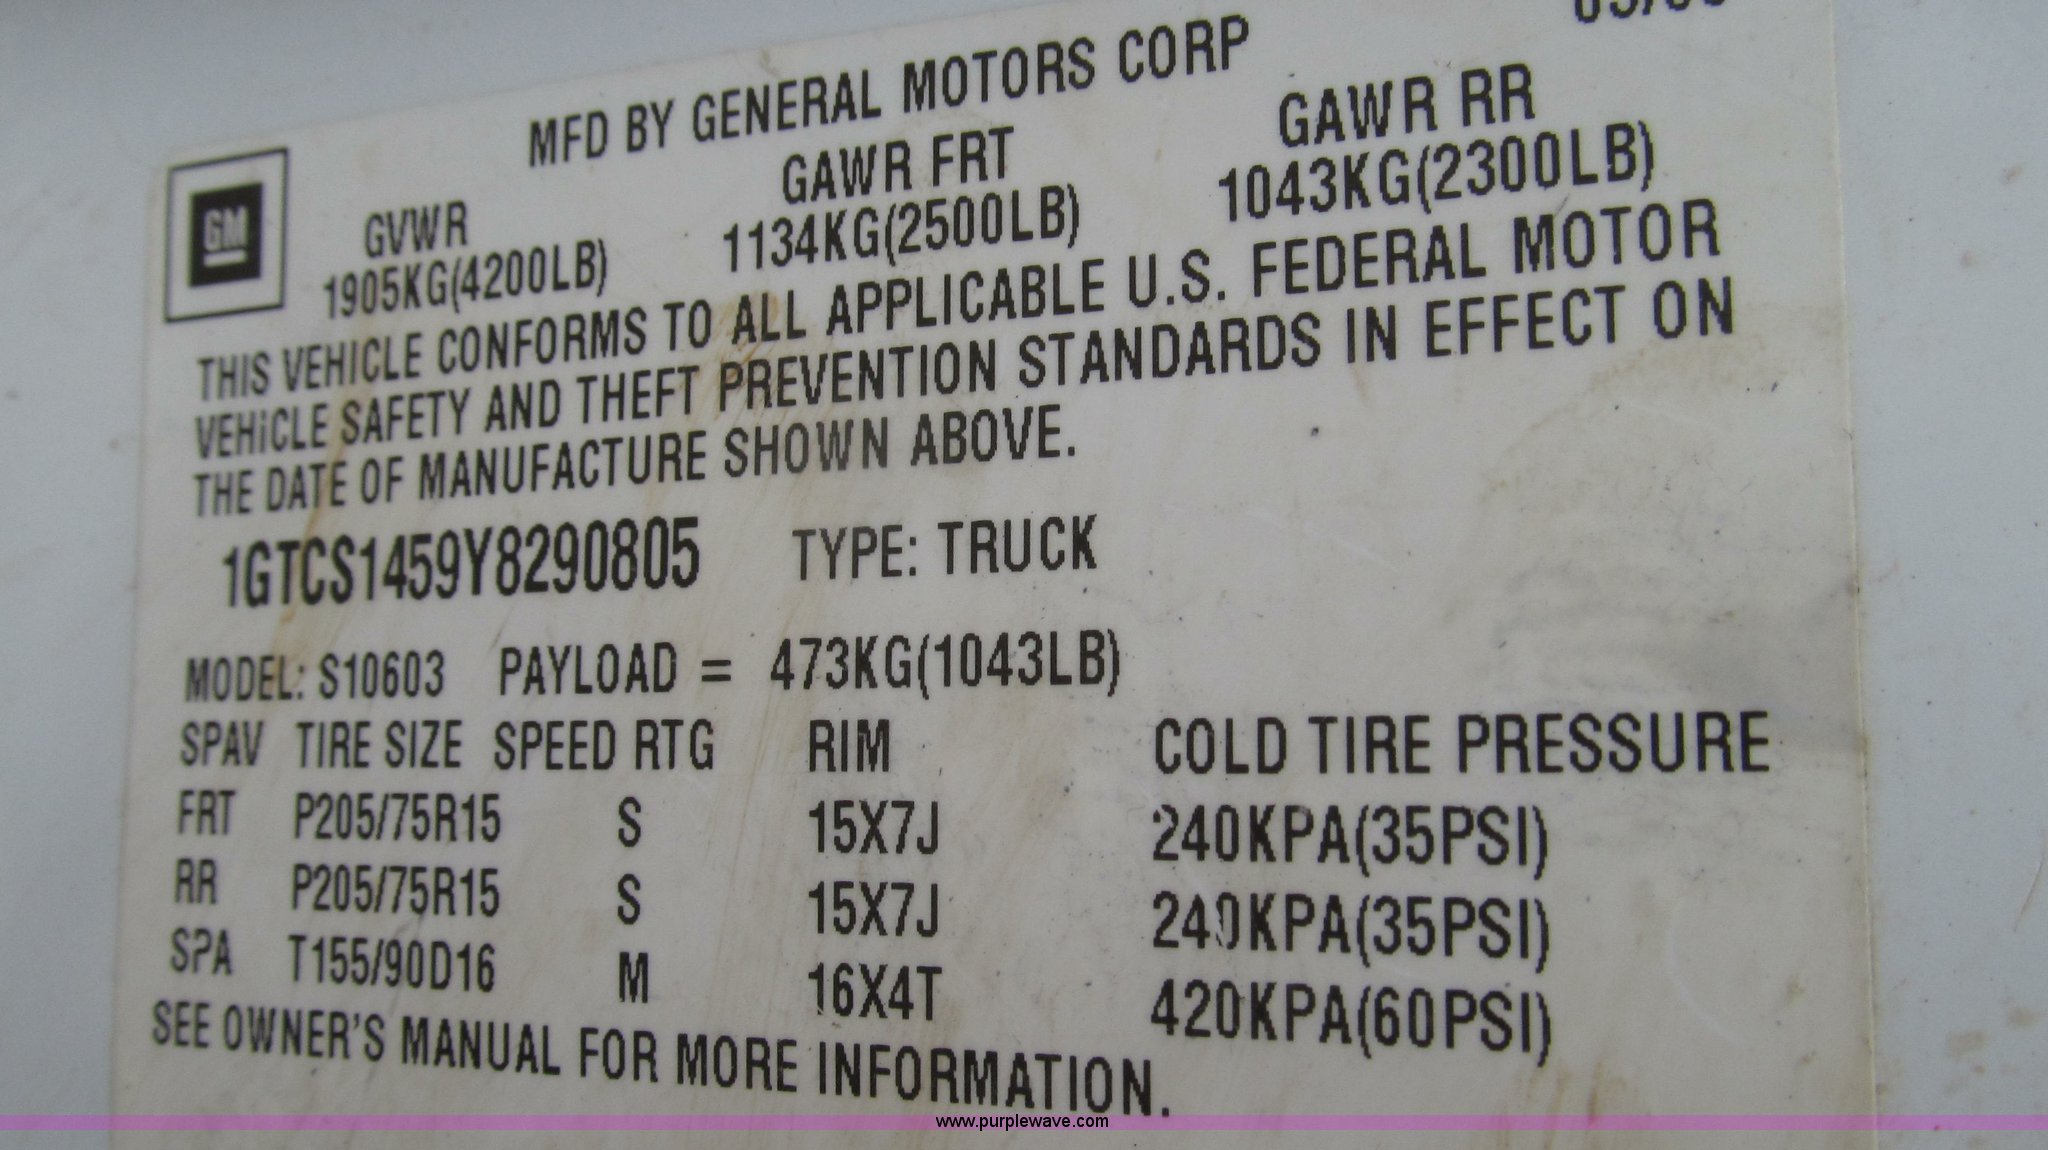 MFD BY GENERAL MOTORS CORP
GM
GVWR GAWR FRT GAWR RR
1905KG(4200LB) 1134KG(2500LB) 1043KG(2300LB)
THIS VEHICLE CONFORMS TO ALL APPLICABLE U.S. FEDERAL MOTOR
VEHICLE SAFETY AND THEFT PREVENTION STANDARDS IN EFFECT ON
THE DATE OF MANUFACTURE SHOWN ABOVE.
1GTCS1459Y8290805 TYPE: TRUCK
MODEL: S10603 PAYLOAD = 473KG(1043LB)
SPAV TIRE SIZE SPEED RTG RIM COLD TIRE PRESSURE
FRT P205/75R15 S 15X7J 240KPA(35PSI)
RR P205/75R15 S 15X7J 240KPA(35PSI)
SPA T155/90D16 M 16X4T 420KPA(60PSI)
SEE OWNER'S MANUAL FOR MORE INFORMATION.
www.purplewave.com